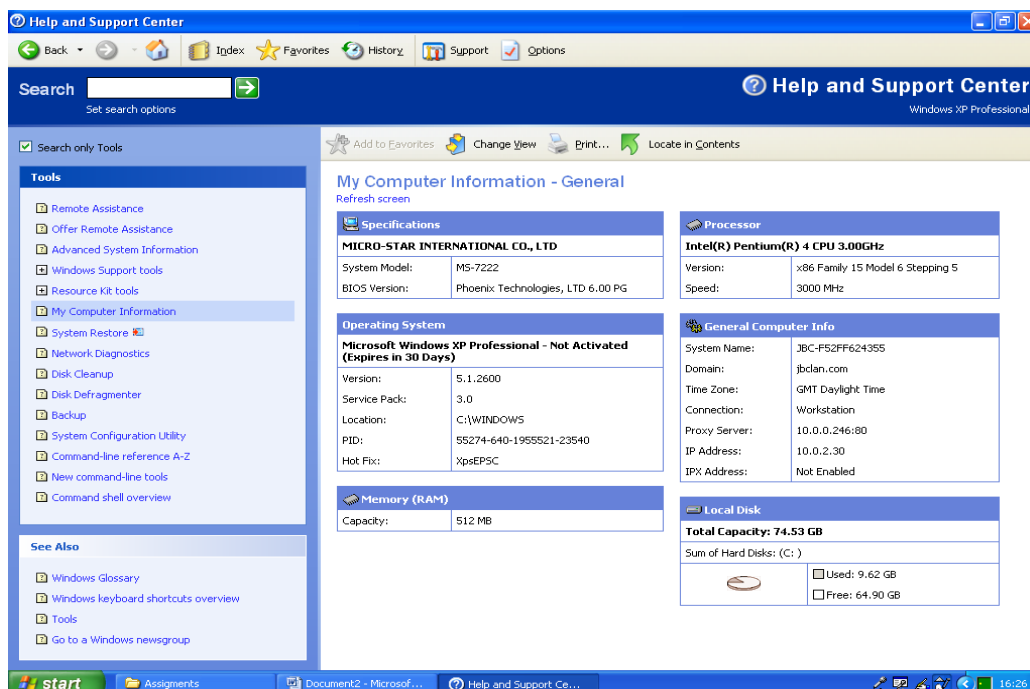 Help and Support Center
Back Index Favorites History Support Options
Search
Set search options
Help and Support Center
Windows XP Professional
Search only Tools
Tools
Remote Assistance
Offer Remote Assistance
Advanced System Information
Windows Support tools
Resource Kit tools
My Computer Information
System Restore
Network Diagnostics
Disk Cleanup
Disk Defragmenter
Backup
System Configuration Utility
Command-line reference A-Z
New command-line tools
Command shell overview
See Also
Windows Glossary
Windows keyboard shortcuts overview
Tools
Go to a Windows newsgroup
Add to Favorites Change View Print... Locate in Contents
My Computer Information - General
Refresh screen
Specifications
MICRO-STAR INTERNATIONAL CO., LTD
System Model: MS-7222
BIOS Version: Phoenix Technologies, LTD 6.00 PG
Operating System
Microsoft Windows XP Professional - Not Activated
(Expires in 30 Days)
Version: 5.1.2600
Service Pack: 3.0
Location: C:\WINDOWS
PID: 55274-640-1955521-23540
Hot Fix: XpsEPSC
Memory (RAM)
Capacity: 512 MB
Processor
Intel(R) Pentium(R) 4 CPU 3.00GHz
Version: x86 Family 15 Model 6 Stepping 5
Speed: 3000 MHz
General Computer Info
System Name: JBC-F52FF624355
Domain: jbclan.com
Time Zone: GMT Daylight Time
Connection: Workstation
Proxy Server: 10.0.0.246:80
IP Address: 10.0.2.30
IPX Address: Not Enabled
Local Disk
Total Capacity: 74.53 GB
Sum of Hard Disks: (C: )
Used: 9.62 GB
Free: 64.90 GB
start Assigments Document2 - Microsof... Help and Support Ce... 16:26